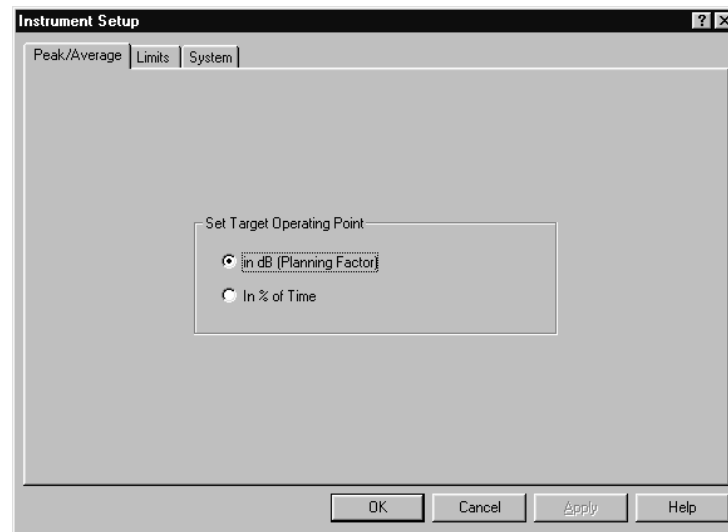 Instrument Setup
Peak/Average Limits System
Set Target Operating Point
in dB (Planning Factor)
In % of Time
OK Cancel Apply Help